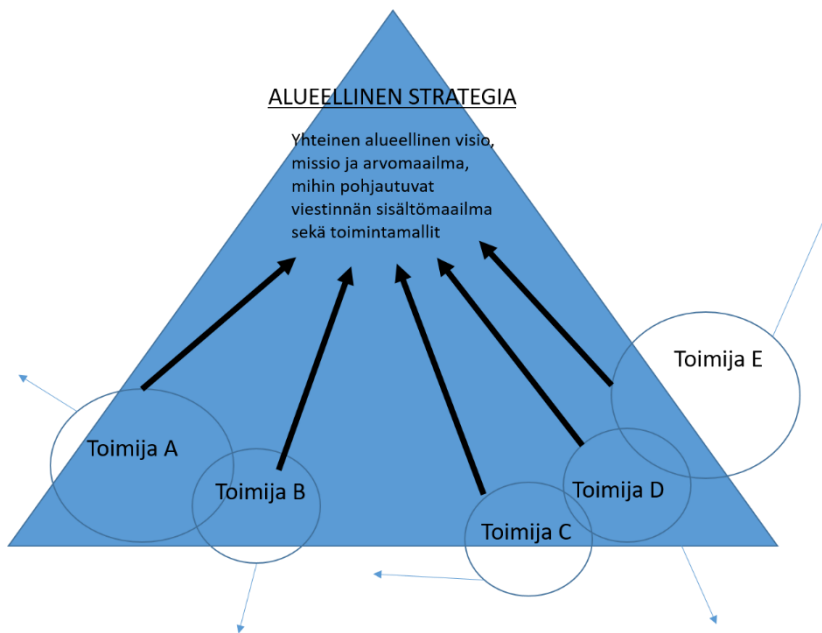 ALUEELLINEN STRATEGIA
Yhteinen alueellinen visio,
missio ja arvomaailma,
mihin pohjautuvat
viestinnän sisältömaailma
sekä toimintamallit
Toimija E
Toimija A
Toimija B
Toimija D
Toimija C